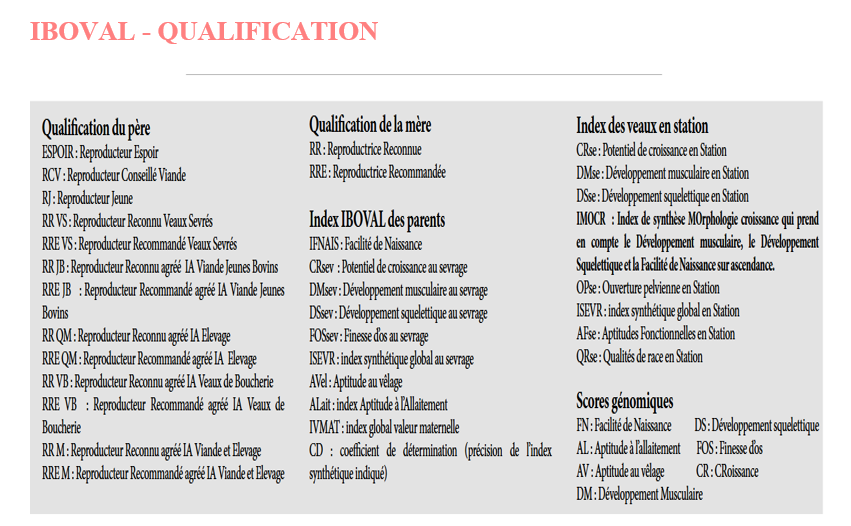 IBOVAL - QUALIFICATION
Qualification du père
ESPOIR : Reproducteur Espoir
RCV : Reproducteur Conseillé Viande
RJ : Reproducteur Jeune
RR VS : Reproducteur Reconnu Veaux Sevrés
RRE VS : Reproducteur Recommandé Veaux Sevrés
RR JB : Reproducteur Reconnu agréé IA Viande Jeunes Bovins
RRE JB : Reproducteur Recommandé agréé IA Viande Jeunes
Bovins
RR QM : Reproducteur Reconnu agréé IA Elevage
RRE QM : Reproducteur Recommandé agréé IA Elevage
RR VB : Reproducteur Reconnu agréé IA Veaux de Boucherie
RRE VB : Reproducteur Recommandé agréé IA Veaux de
Boucherie
RR M : Reproducteur Reconnu agréé IA Viande et Elevage
RRE M : Reproducteur Recommandé agréé IA Viande et Elevage
Qualification de la mère
RR : Reproductrice Reconnue
RRE : Reproductrice Recommandée
Index IBOVAL des parents
IFNAIS : Facilité de Naissance
CRsev : Potentiel de croissance au sevrage
DMsev : Développement musculaire au sevrage
DSsev : Développement squelettique au sevrage
FOSsev : Finesse d'os au sevrage
ISEVR : index synthétique global au sevrage
AVel : Aptitude au vêlage
ALait : index Aptitude à l'Allaitement
IVMAT : index global valeur maternelle
CD : coefficient de détermination (précision de l'index
synthétique indiqué)
Index des veaux en station
CRse : Potentiel de croissance en Station
DMse : Développement musculaire en Station
DSse : Développement squelettique en Station
IMOCR : Index de synthèse MOrphologie croissance qui prend
en compte le Développement musculaire, le Développement
Squelettique et la Facilité de Naissance sur ascendance.
OPse : Ouverture pelvienne en Station
ISEVR : index synthétique global en Station
AFse : Aptitudes Fonctionnelles en Station
QRse : Qualités de race en Station
Scores génomiques
FN : Facilité de Naissance DS : Développement squelettique
AL : Aptitude à l'allaitement FOS : Finesse d'os
AV : Aptitude au vêlage CR : CRoissance
DM : Développement Musculaire